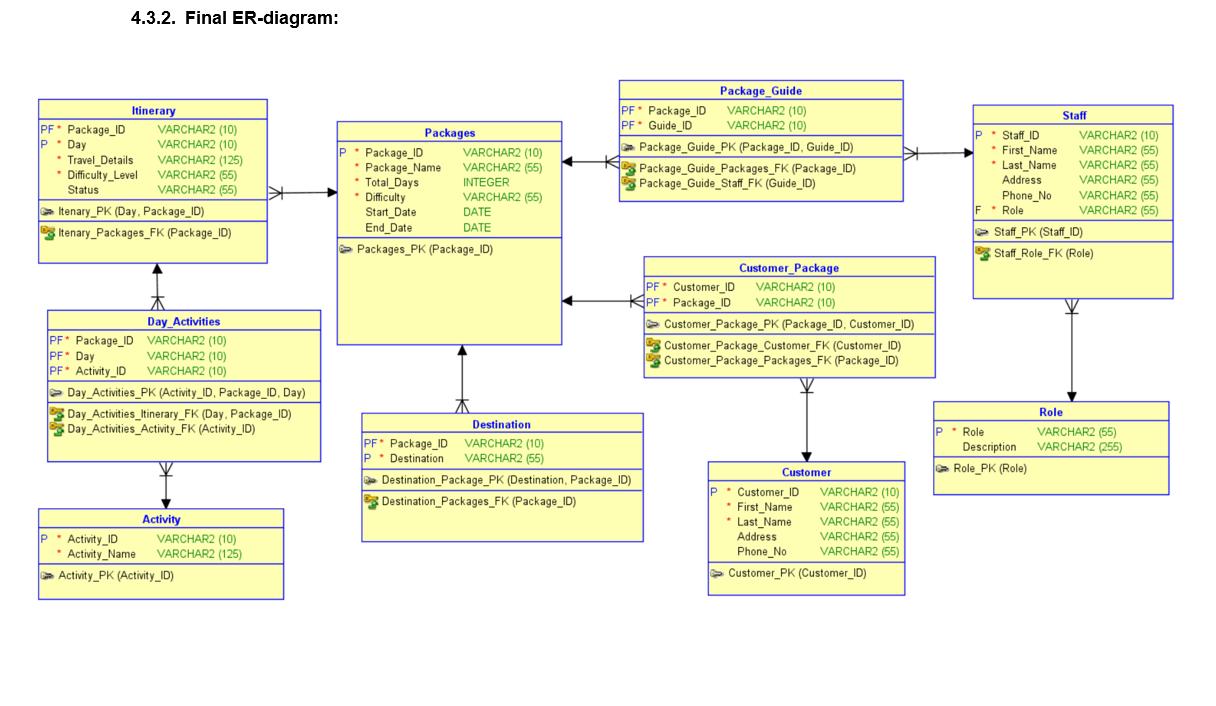 4.3.2. Final ER-diagram:
Itinerary
PF * Package_ID VARCHAR2 (10)
P * Day VARCHAR2 (10)
* Travel_Details VARCHAR2 (125)
* Difficulty_Level VARCHAR2 (55)
Status VARCHAR2 (55)
Itenary_PK (Day, Package_ID)
Itenary_Packages_FK (Package_ID)
Packages
P * Package_ID VARCHAR2 (10)
* Package_Name VARCHAR2 (55)
* Total_Days INTEGER
* Difficulty VARCHAR2 (55)
Start_Date DATE
End_Date DATE
Packages_PK (Package_ID)
Package_Guide
PF * Package_ID VARCHAR2 (10)
PF * Guide_ID VARCHAR2 (10)
Package_Guide_PK (Package_ID, Guide_ID)
Package_Guide_Packages_FK (Package_ID)
Package_Guide_Staff_FK (Guide_ID)
Staff
P * Staff_ID VARCHAR2 (10)
* First_Name VARCHAR2 (55)
* Last_Name VARCHAR2 (55)
Address VARCHAR2 (55)
Phone_No VARCHAR2 (55)
F * Role VARCHAR2 (55)
Staff_PK (Staff_ID)
Staff_Role_FK (Role)
Customer_Package
PF * Customer_ID VARCHAR2 (10)
PF * Package_ID VARCHAR2 (10)
Customer_Package_PK (Package_ID, Customer_ID)
Customer_Package_Customer_FK (Customer_ID)
Customer_Package_Packages_FK (Package_ID)
Day_Activities
PF * Package_ID VARCHAR2 (10)
PF * Day VARCHAR2 (10)
PF * Activity_ID VARCHAR2 (10)
Day_Activities_PK (Activity_ID, Package_ID, Day)
Day_Activities_Itinerary_FK (Day, Package_ID)
Day_Activities_Activity_FK (Activity_ID)
Destination
PF * Package_ID VARCHAR2 (10)
P * Destination VARCHAR2 (55)
Destination_Package_PK (Destination, Package_ID)
Destination_Packages_FK (Package_ID)
Role
P * Role VARCHAR2 (55)
Description VARCHAR2 (255)
Role_PK (Role)
Customer
P * Customer_ID VARCHAR2 (10)
* First_Name VARCHAR2 (55)
* Last_Name VARCHAR2 (55)
Address VARCHAR2 (55)
Phone_No VARCHAR2 (55)
Customer_PK (Customer_ID)
Activity
P * Activity_ID VARCHAR2 (10)
* Activity_Name VARCHAR2 (125)
Activity_PK (Activity_ID)